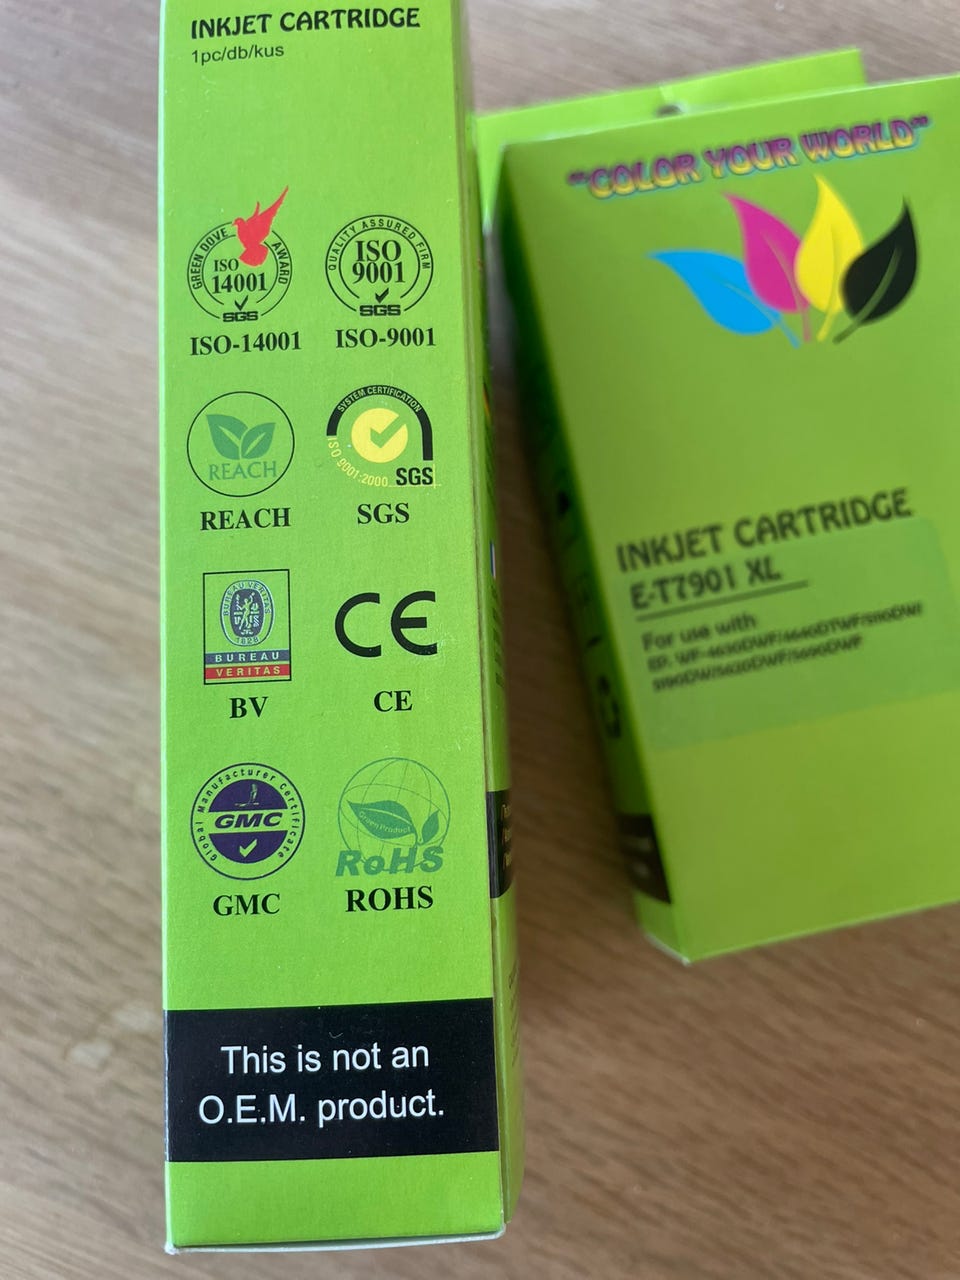 INKJET CARTRIDGE
1pc/db/kus
GREEN DOVE AWARD
ISO
14001
SGS
ISO-14001
QUALITY ASSURED FIRM
ISO
9001
SGS
ISO-9001
REACH
REACH
SYSTEM CERTIFICATION
ISO 9001:2000
SGS
SGS
BUREAU VERITAS
1828
BUREAU
VERITAS
BV
CE
CE
Global Manufacturer Certificate
GMC
GMC
Green Product
RoHS
ROHS
This is not an
O.E.M. product.
"COLOR YOUR WORLD"
INKJET CARTRIDGE
E-T7901 XL
For use with